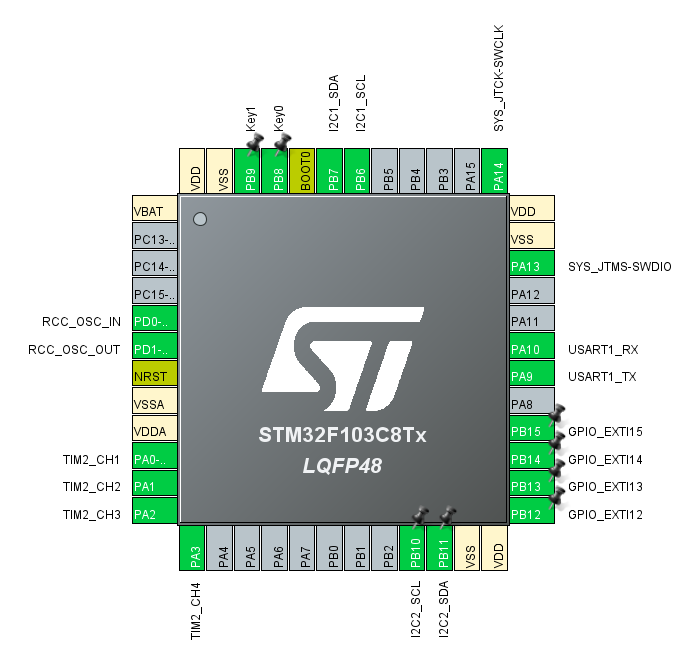 Key1
Key0
I2C1_SDA
I2C1_SCL
SYS_JTCK-SWCLK
VDD
VSS
PB9
PB8
BOOT0
PB7
PB6
PB5
PB4
PB3
PA15
PA14
VBAT
PC13-..
PC14-..
PC15-..
RCC_OSC_IN PD0-..
RCC_OSC_OUT PD1-..
NRST
VSSA
VDDA
TIM2_CH1 PA0-..
TIM2_CH2 PA1
TIM2_CH3 PA2
ST
STM32F103C8Tx
LQFP48
VDD
VSS
PA13 SYS_JTMS-SWDIO
PA12
PA11
PA10 USART1_RX
PA9 USART1_TX
PA8
PB15 GPIO_EXTI15
PB14 GPIO_EXTI14
PB13 GPIO_EXTI13
PB12 GPIO_EXTI12
PA3
PA4
PA5
PA6
PA7
PB0
PB1
PB2
PB10
PB11
VSS
VDD
TIM2_CH4
I2C2_SCL
I2C2_SDA